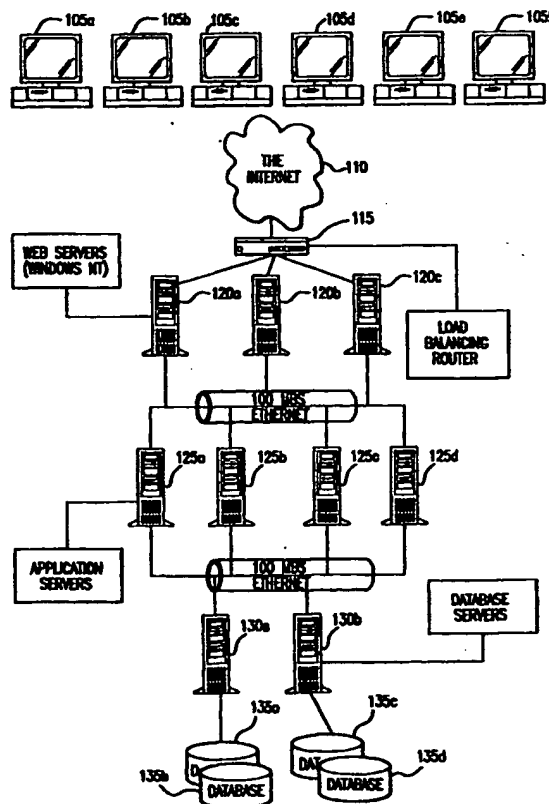 105a 105b 105c 105d 105e 105f
THE
INTERNET
110
115
WEB SERVERS
(WINDOWS NT)
120a 120b 120c
LOAD
BALANCING
ROUTER
100 MBS
ETHERNET
125a 125b 125c 125d
APPLICATION
SERVERS
100 MBS
ETHERNET
DATABASE
SERVERS
130a 130b
135a 135c
DAT
135b DATABASE DATABASE 135d